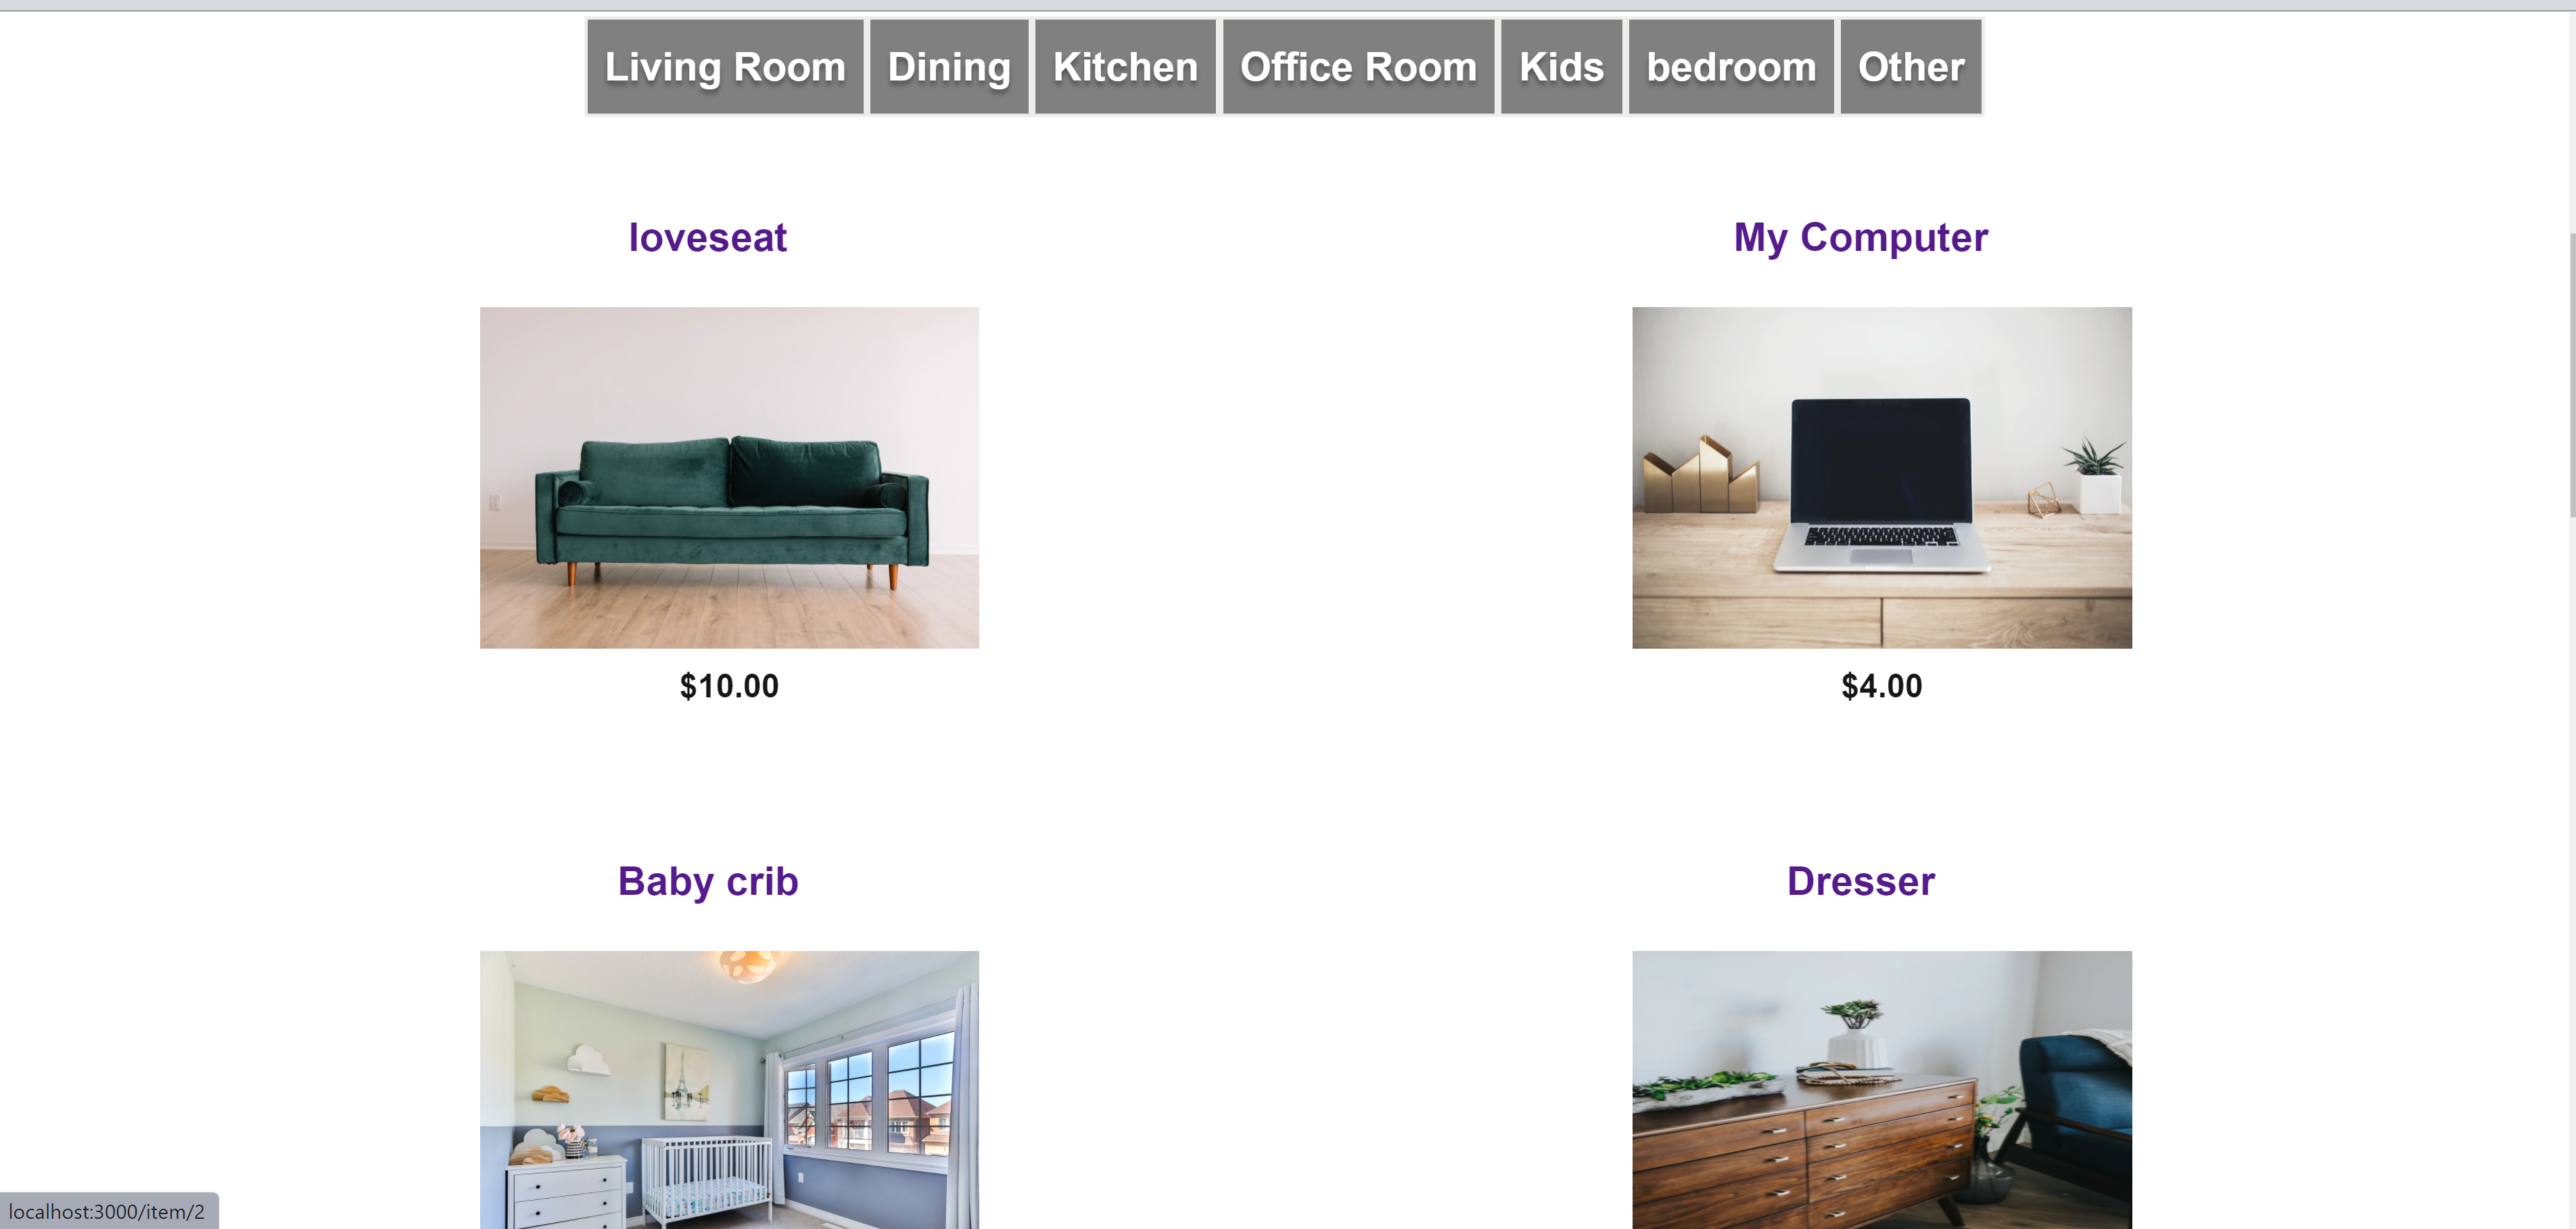 Living Room Dining Kitchen Office Room Kids bedroom Other
loveseat My Computer
$10.00 $4.00
Baby crib Dresser
localhost:3000/item/2